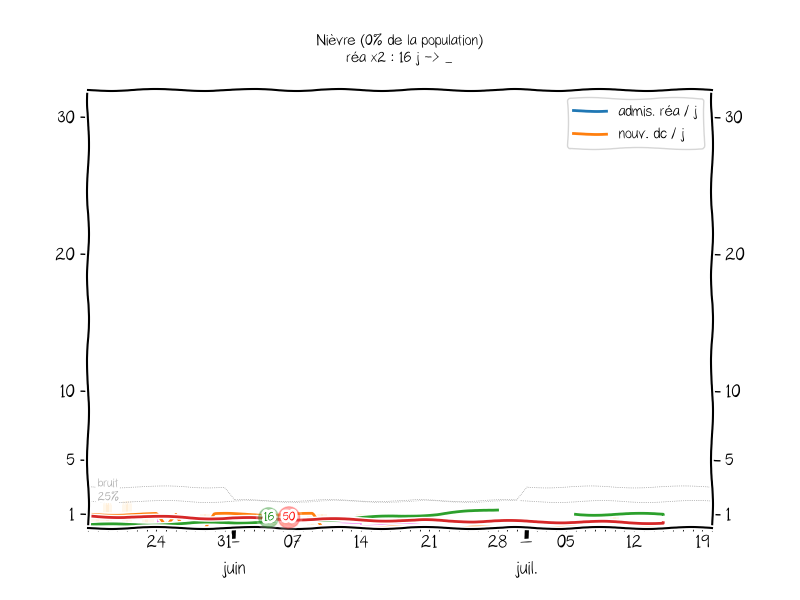 Nièvre (0% de la population)
réa x2 : 16 j -> _
30 30
admis. réa / j
nouv. dc / j
20 20
10 10
5 5
bruit
25%
1 16 50 1
24 31 07 14 21 28 05 12 19
juin juil.